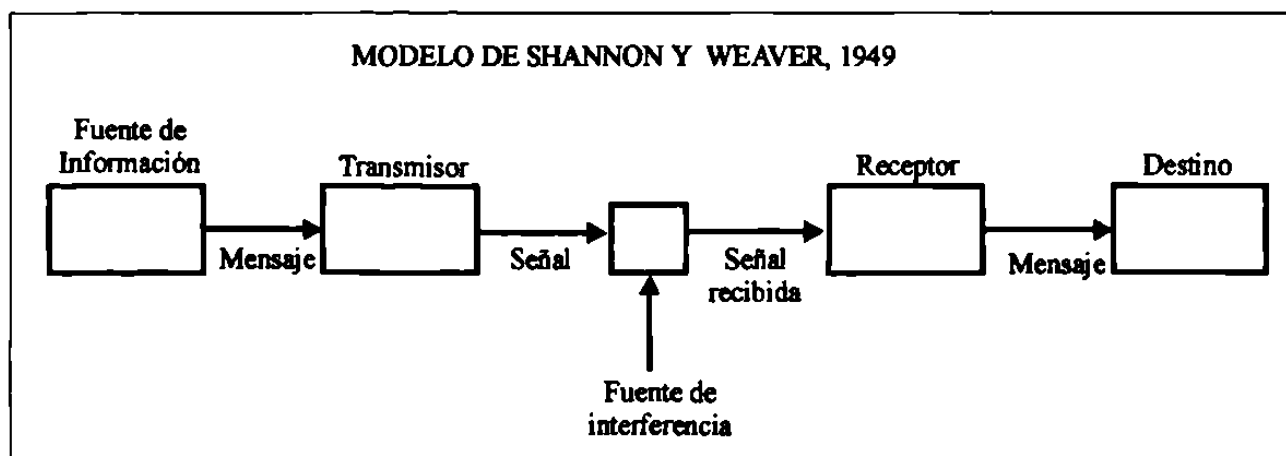 MODELO DE SHANNON Y WEAVER, 1949
Fuente de
Información
Transmisor
Receptor
Destino
Mensaje
Señal
Señal
recibida
Mensaje
Fuente de
interferencia